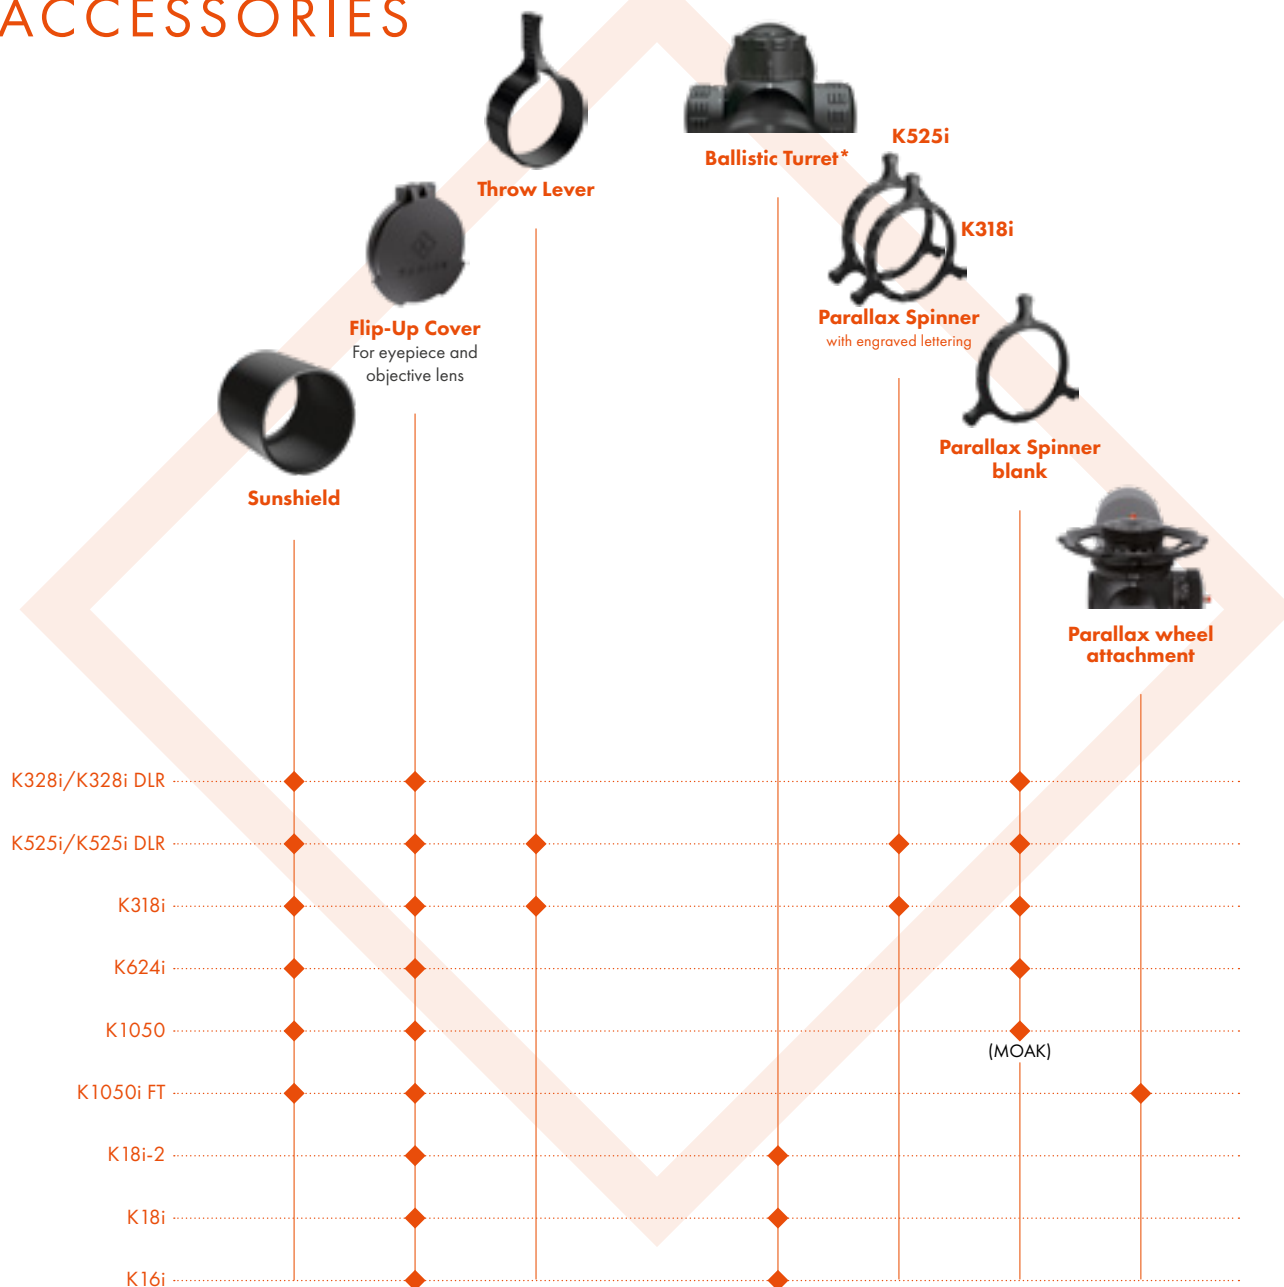 ACCESSORIES
Throw Lever
Ballistic Turret*
K525i
K318i
Parallax Spinner
with engraved lettering
Flip-Up Cover
For eyepiece and
objective lens
Parallax Spinner
blank
Sunshield
Parallax wheel
attachment
K328i/K328i DLR
K525i/K525i DLR
K318i
K624i
K1050
(MOAK)
K1050i FT
K18i-2
K18i
K16i